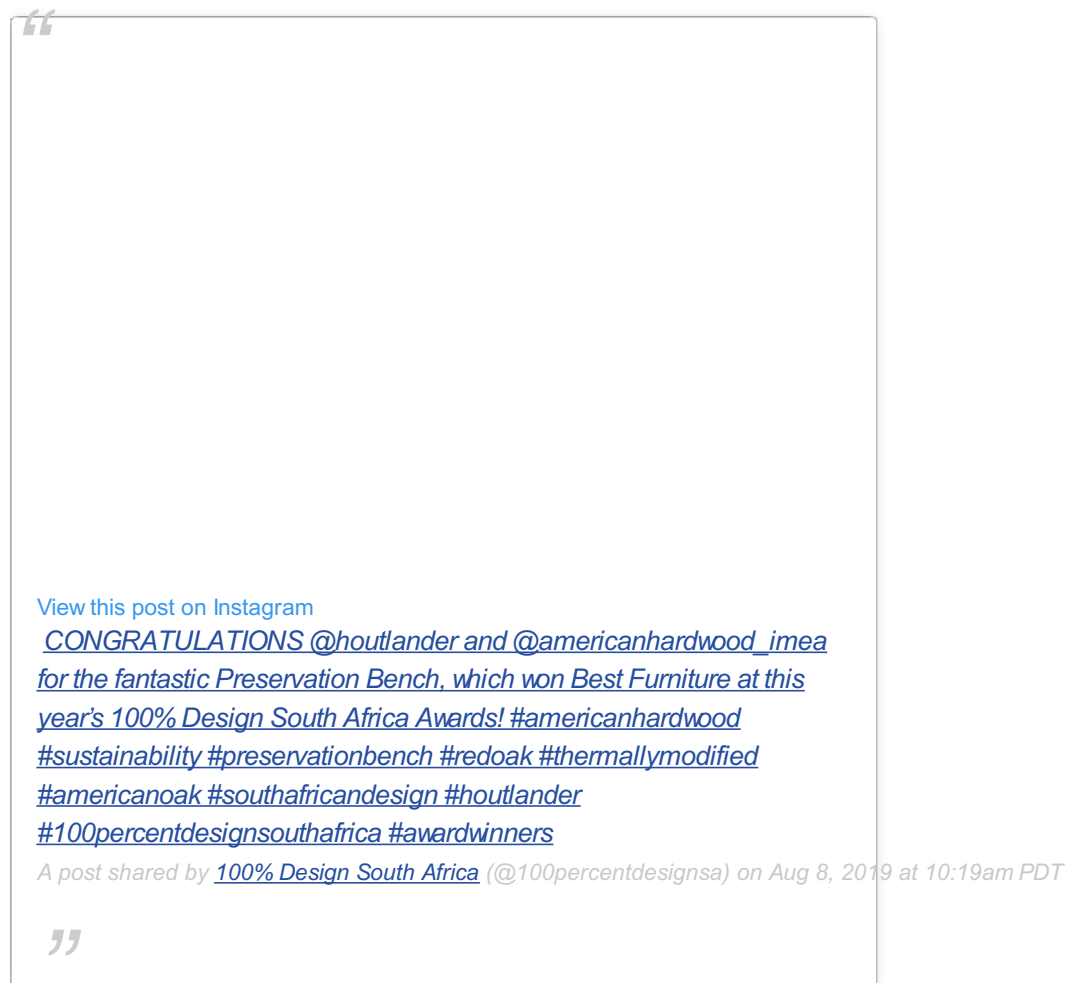 “
View this post on Instagram
CONGRATULATIONS @houtlander and @americanhardwood_imea
for the fantastic Preservation Bench, which won Best Furniture at this
year’s 100% Design South Africa Awards! #americanhardwood
#sustainability #preservationbench #redoak #thermallymodified
#americanoak #southafricandesign #houtlander
#100percentdesignsouthafrica #awardwinners
A post shared by 100% Design South Africa (@100percentdesignsa) on Aug 8, 2019 at 10:19am PDT
”